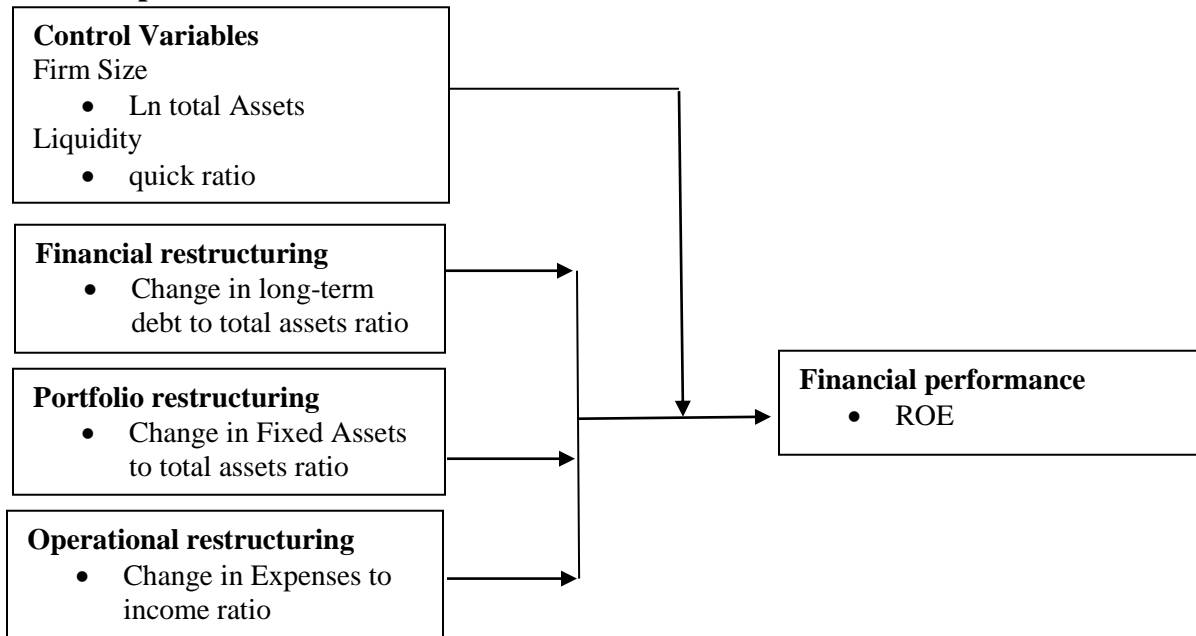 Control Variables
Firm Size
• Ln total Assets
Liquidity
• quick ratio
Financial restructuring
• Change in long-term
debt to total assets ratio
Portfolio restructuring
• Change in Fixed Assets
to total assets ratio
Operational restructuring
• Change in Expenses to
income ratio
Financial performance
• ROE